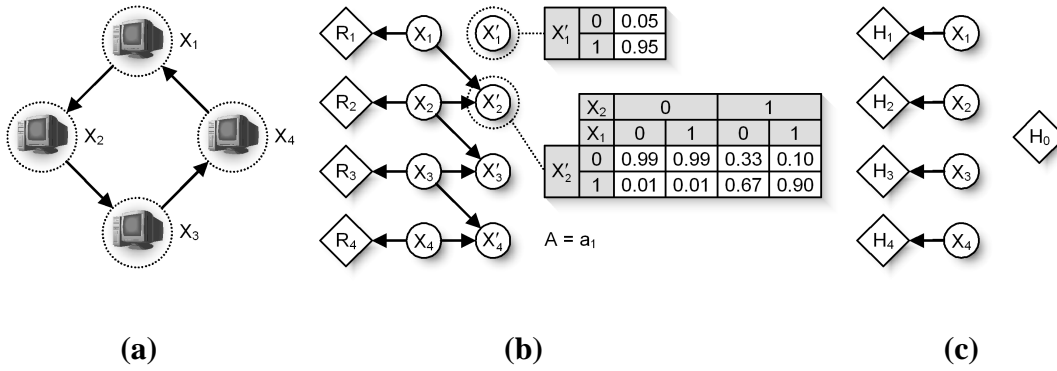 X₁
X₂
X₄
X₃
(a)
R₁ X₁ X′₁
R₂ X₂ X′₂
R₃ X₃ X′₃
R₄ X₄ X′₄
X′₁ 0 0.05
1 0.95
X₂ 0 1
X₁ 0 1 0 1
X′₂ 0 0.99 0.99 0.33 0.10
1 0.01 0.01 0.67 0.90
A = a₁
(b)
H₁ X₁
H₂ X₂
H₀
H₃ X₃
H₄ X₄
(c)